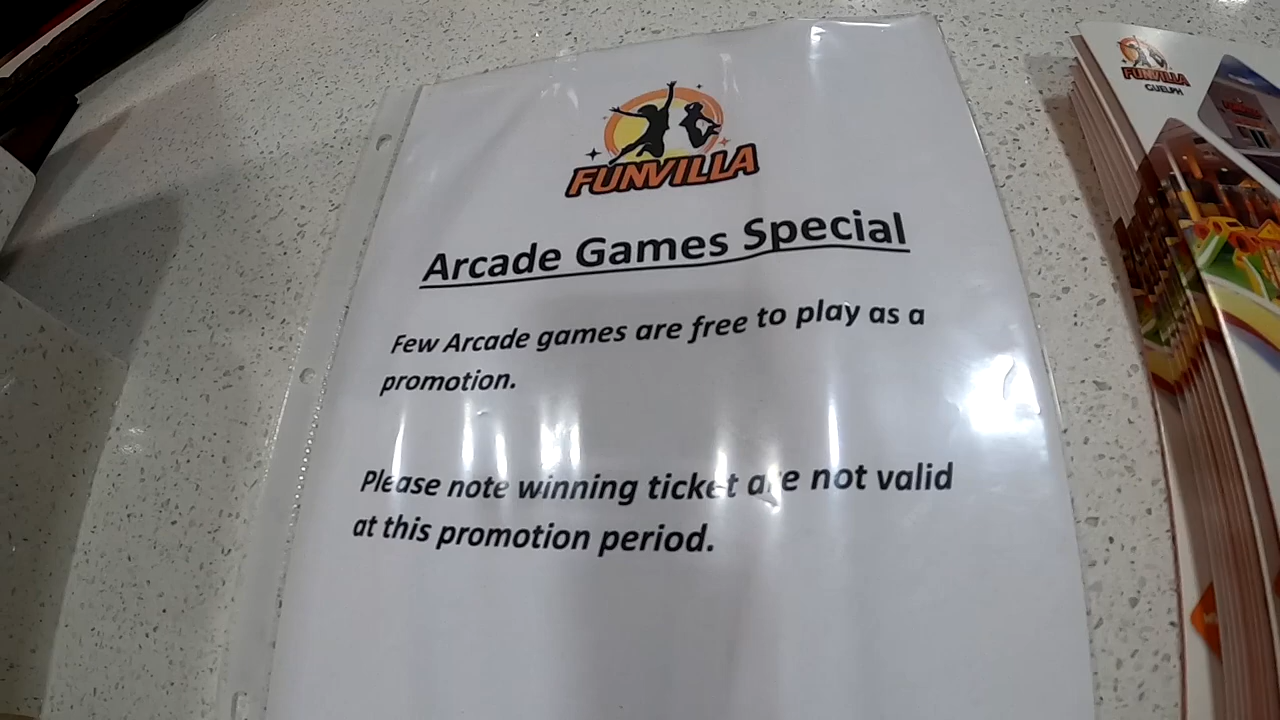 FUNVILLA
Arcade Games Special
Few Arcade games are free to play as a
promotion.
Please note winning ticket are not valid
at this promotion period.
FUNVILLA
GUELPH